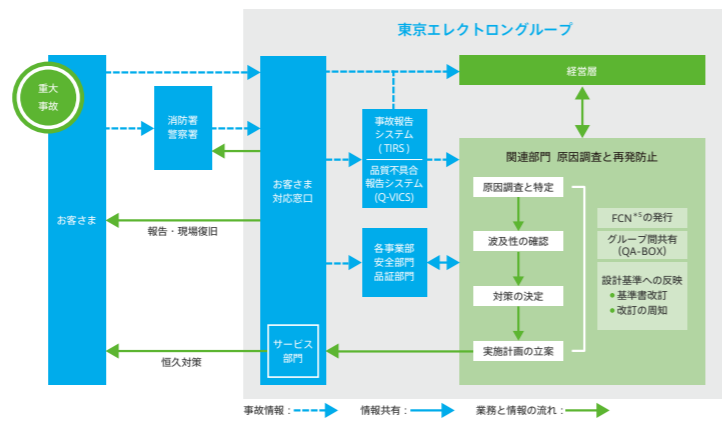 東京エレクトロングループ
重大
事故
お客さま
消防署
警察署
お客さま
対応窓口
サービス
部門
報告・現場復旧
恒久対策
事故報告
システム
(TIRS)
品質不具合
報告システム
(Q-VICS)
各事業部
安全部門
品証部門
経営層
関連部門 原因調査と再発防止
原因調査と特定
波及性の確認
対策の決定
実施計画の立案
FCN*5の発行
グループ間共有
(QA-BOX)
設計基準への反映
●基準書改訂
●改訂の周知
事故情報：
情報共有：
業務と情報の流れ：